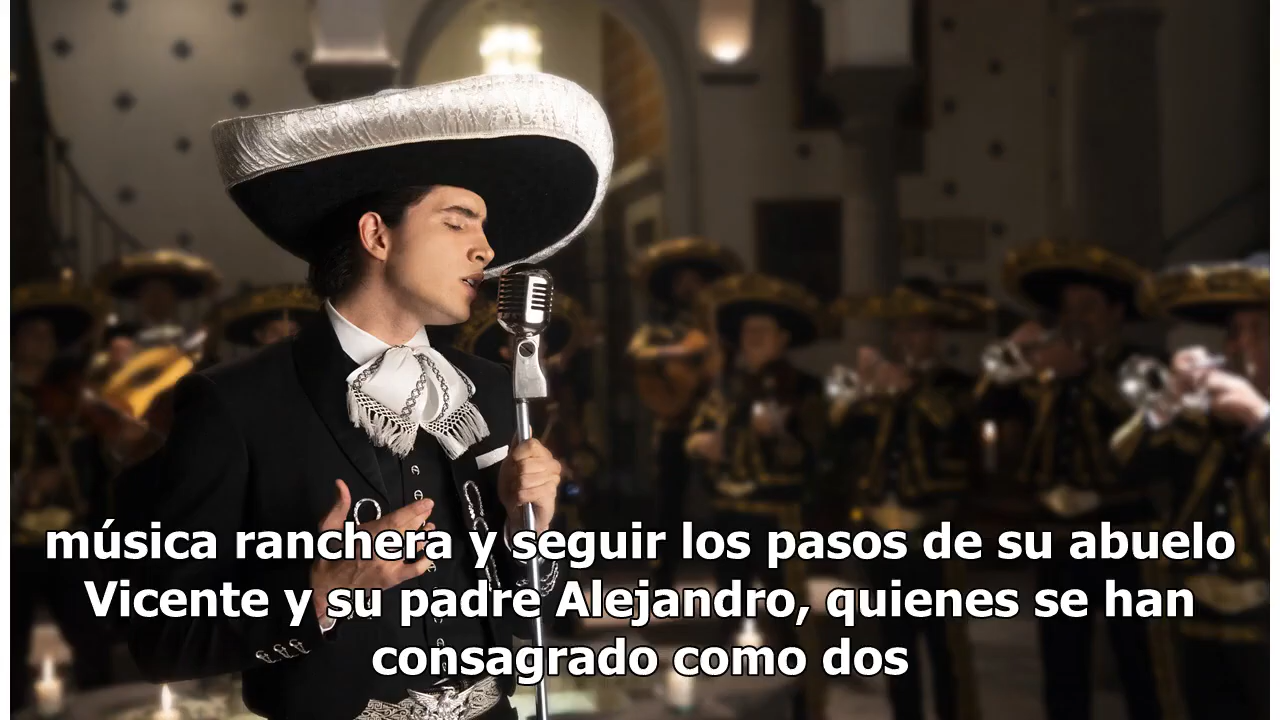 música ranchera y seguir los pasos de su abuelo
Vicente y su padre Alejandro, quienes se han
consagrado como dos